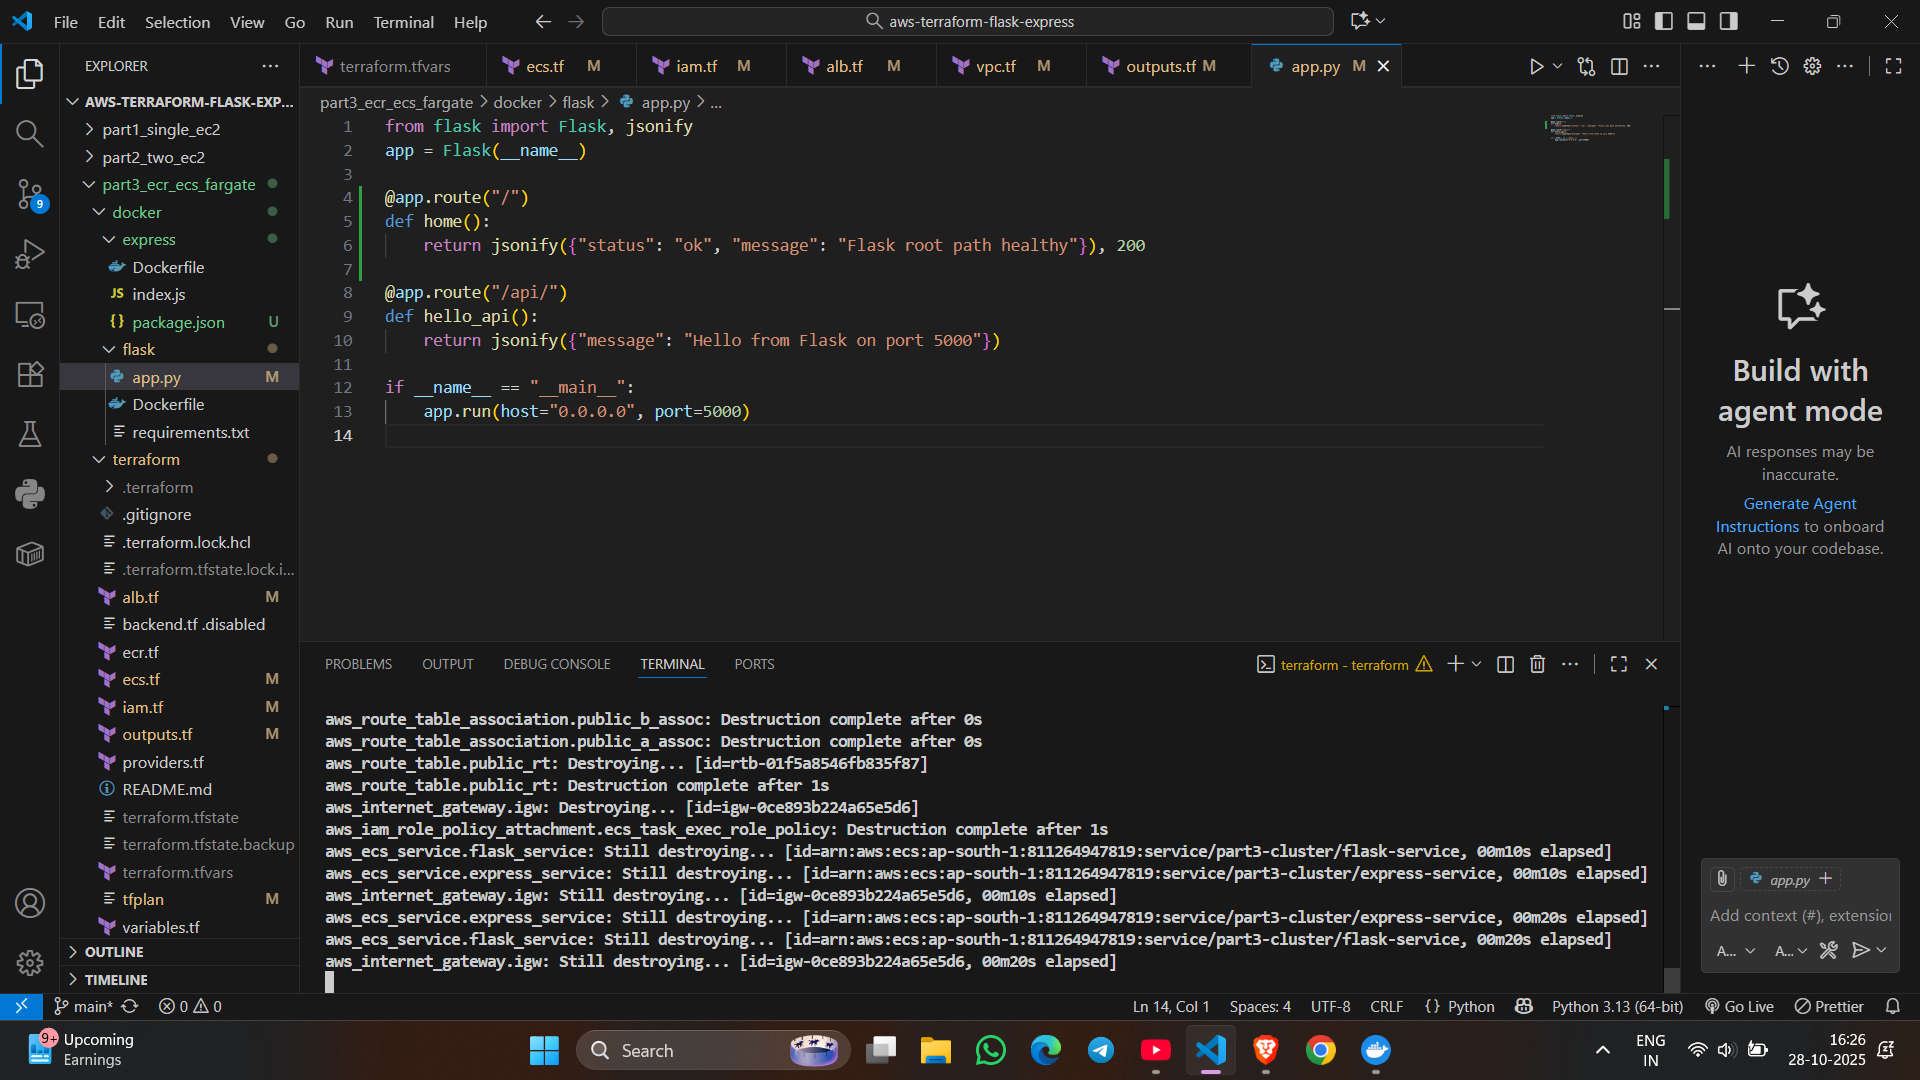 File Edit Selection View Go Run Terminal Help
aws-terraform-flask-express
EXPLORER
AWS-TERRAFORM-FLASK-EXP...
part1_single_ec2
part2_two_ec2
part3_ecr_ecs_fargate
docker
express
Dockerfile
JS index.js
{} package.json U
flask
app.py M
Dockerfile
requirements.txt
terraform
.terraform
.gitignore
.terraform.lock.hcl
.terraform.tfstate.lock.i...
alb.tf M
backend.tf .disabled
ecr.tf
ecs.tf M
iam.tf M
outputs.tf M
providers.tf
README.md
terraform.tfstate
terraform.tfstate.backup
terraform.tfvars
tfplan M
variables.tf
OUTLINE
TIMELINE
9
terraform.tfvars ecs.tf M iam.tf M alb.tf M vpc.tf M outputs.tf M app.py M
part3_ecr_ecs_fargate > docker > flask > app.py > ...
1 from flask import Flask, jsonify
2 app = Flask(__name__)
3
4 @app.route("/")
5 def home():
6 return jsonify({"status": "ok", "message": "Flask root path healthy"}), 200
7
8 @app.route("/api/")
9 def hello_api():
10 return jsonify({"message": "Hello from Flask on port 5000"})
11
12 if __name__ == "__main__":
13 app.run(host="0.0.0.0", port=5000)
14
PROBLEMS OUTPUT DEBUG CONSOLE TERMINAL PORTS
terraform - terraform
aws_route_table_association.public_b_assoc: Destruction complete after 0s
aws_route_table_association.public_a_assoc: Destruction complete after 0s
aws_route_table.public_rt: Destroying... [id=rtb-01f5a8546fb835f87]
aws_route_table.public_rt: Destruction complete after 1s
aws_internet_gateway.igw: Destroying... [id=igw-0ce893b224a65e5d6]
aws_iam_role_policy_attachment.ecs_task_exec_role_policy: Destruction complete after 1s
aws_ecs_service.flask_service: Still destroying... [id=arn:aws:ecs:ap-south-1:811264947819:service/part3-cluster/flask-service, 00m10s elapsed]
aws_ecs_service.express_service: Still destroying... [id=arn:aws:ecs:ap-south-1:811264947819:service/part3-cluster/express-service, 00m10s elapsed]
aws_internet_gateway.igw: Still destroying... [id=igw-0ce893b224a65e5d6, 00m10s elapsed]
aws_ecs_service.express_service: Still destroying... [id=arn:aws:ecs:ap-south-1:811264947819:service/part3-cluster/express-service, 00m20s elapsed]
aws_ecs_service.flask_service: Still destroying... [id=arn:aws:ecs:ap-south-1:811264947819:service/part3-cluster/flask-service, 00m20s elapsed]
aws_internet_gateway.igw: Still destroying... [id=igw-0ce893b224a65e5d6, 00m20s elapsed]
Build with
agent mode
AI responses may be
inaccurate.
Generate Agent
Instructions to onboard
AI onto your codebase.
app.py +
Add context (#), extension
A... A...
main* 0 0
Ln 14, Col 1 Spaces: 4 UTF-8 CRLF {} Python Python 3.13 (64-bit) Go Live Prettier
9+ Upcoming
Earnings
Search
ENG
IN
16:26
28-10-2025